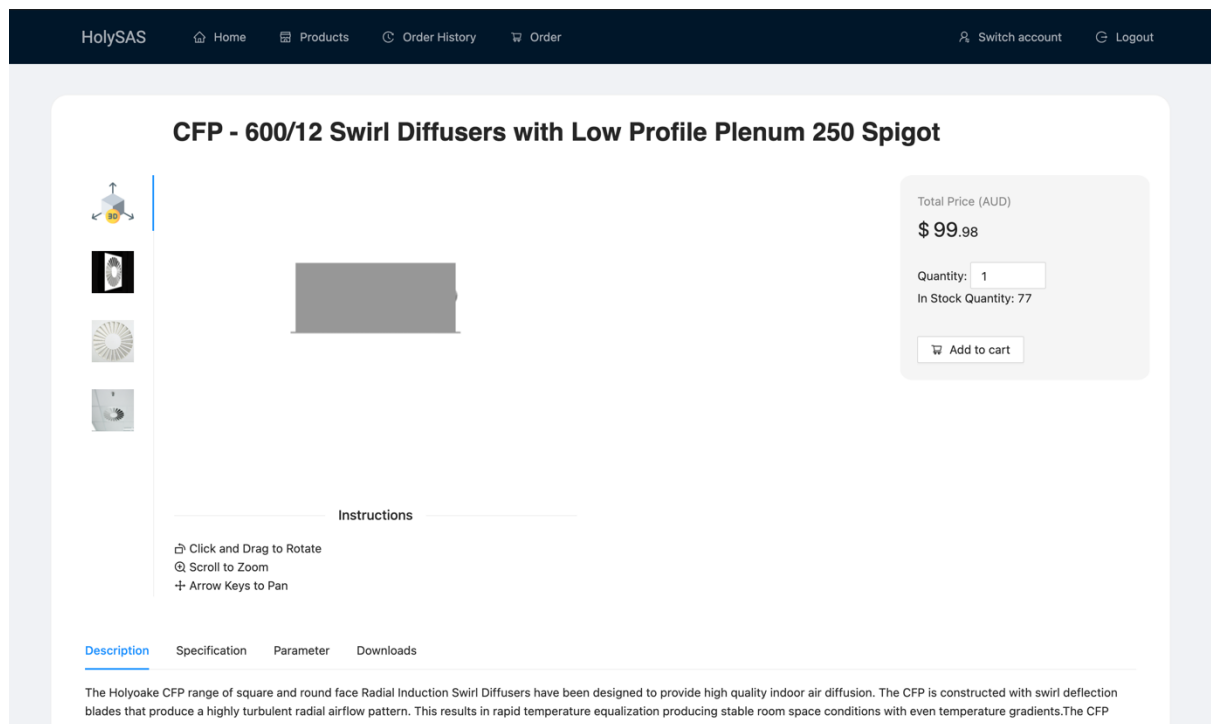 HolySAS
Home
Products
Order History
Order
Switch account
Logout
CFP - 600/12 Swirl Diffusers with Low Profile Plenum 250 Spigot
3D
Total Price (AUD)
$ 99.98
Quantity: 1
In Stock Quantity: 77
Add to cart
Instructions
Click and Drag to Rotate
Scroll to Zoom
Arrow Keys to Pan
Description
Specification
Parameter
Downloads
The Holyoake CFP range of square and round face Radial Induction Swirl Diffusers have been designed to provide high quality indoor air diffusion. The CFP is constructed with swirl deflection
blades that produce a highly turbulent radial airflow pattern. This results in rapid temperature equalization producing stable room space conditions with even temperature gradients.The CFP